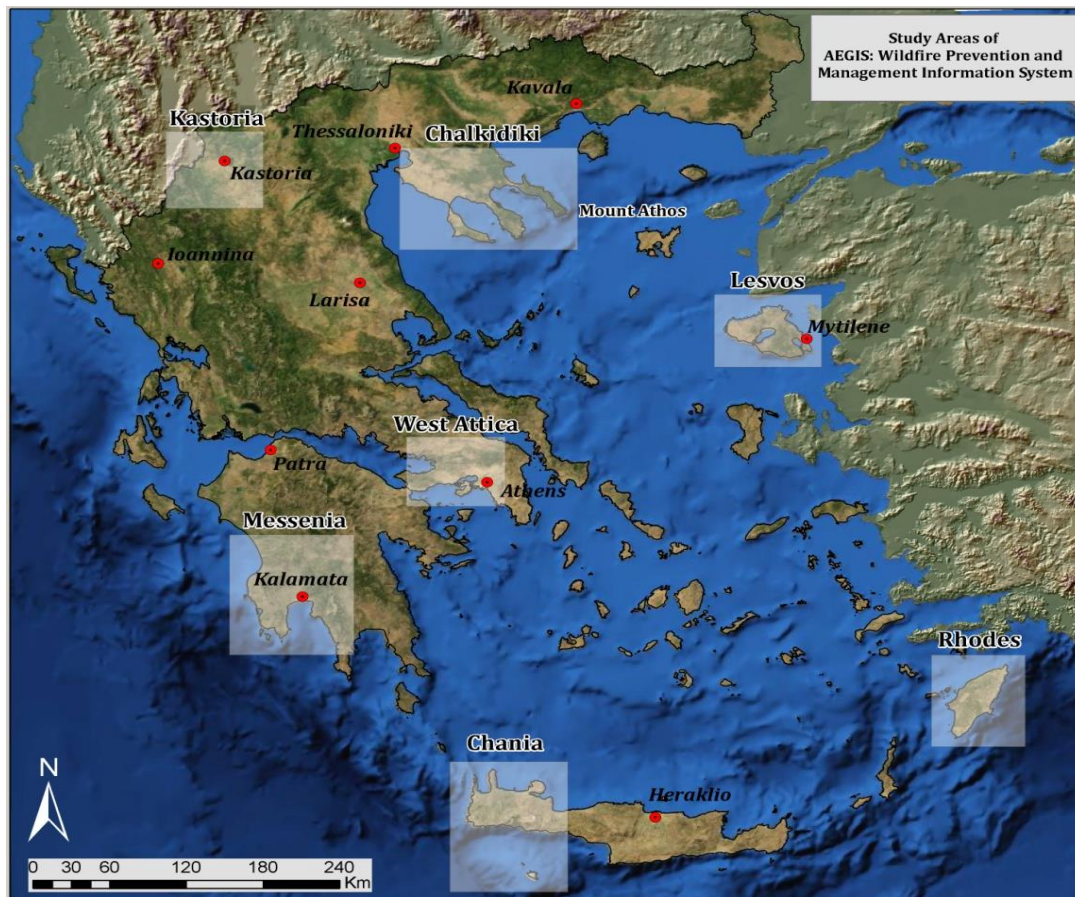 Study Areas of
AEGIS: Wildfire Prevention and
Management Information System
Kavala
Kastoria
Thessaloniki
Chalkidiki
Kastoria
Mount Athos
Ioannina
Lesvos
Larisa
Mytilene
West Attica
Patra
Athens
Messenia
Kalamata
Rhodes
Chania
N
Heraklio
0 30 60 120 180 240
Km